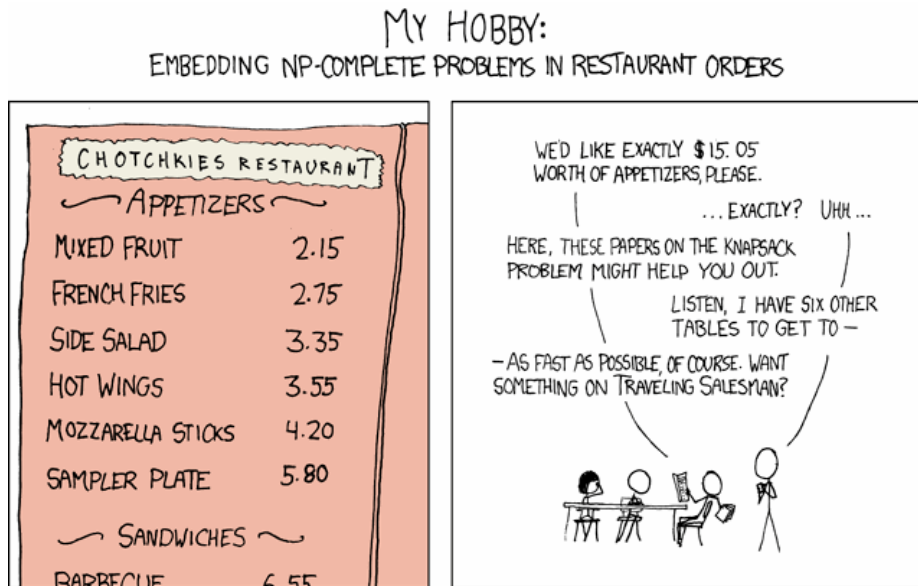 MY HOBBY:
EMBEDDING NP-COMPLETE PROBLEMS IN RESTAURANT ORDERS
CHOTCHKIES RESTAURANT
APPETIZERS
MIXED FRUIT 2.15
FRENCH FRIES 2.75
SIDE SALAD 3.35
HOT WINGS 3.55
MOZZARELLA STICKS 4.20
SAMPLER PLATE 5.80
SANDWICHES
BARBECUE 6.55
WE'D LIKE EXACTLY $15.05
WORTH OF APPETIZERS, PLEASE.
...EXACTLY? UHH...
HERE, THESE PAPERS ON THE KNAPSACK
PROBLEM MIGHT HELP YOU OUT.
LISTEN, I HAVE SIX OTHER
TABLES TO GET TO —
—AS FAST AS POSSIBLE, OF COURSE. WANT
SOMETHING ON TRAVELING SALESMAN?